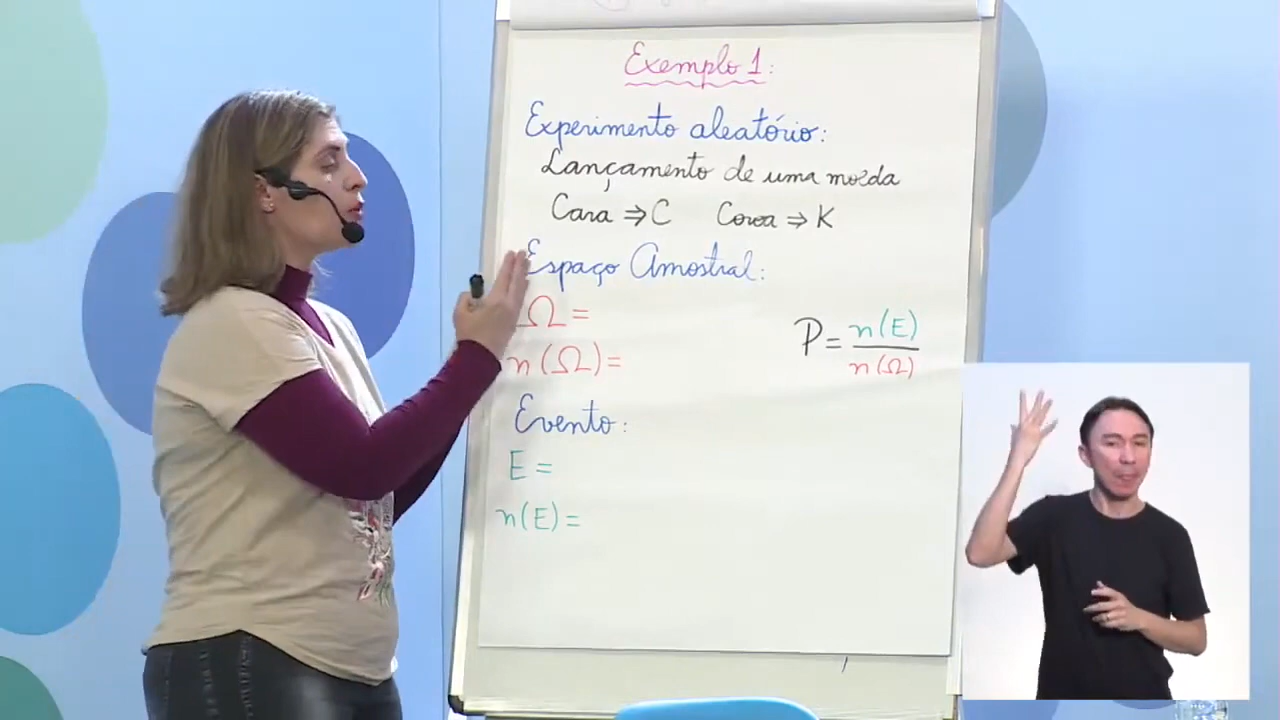 Exemplo 1:
Experimento aleatório:
Lançamento de uma moeda
Cara ⇒ C Coroa ⇒ K
Espaço Amostral:
Ω =
n(Ω) =
P = n(E)/n(Ω)
Evento:
E =
n(E) =